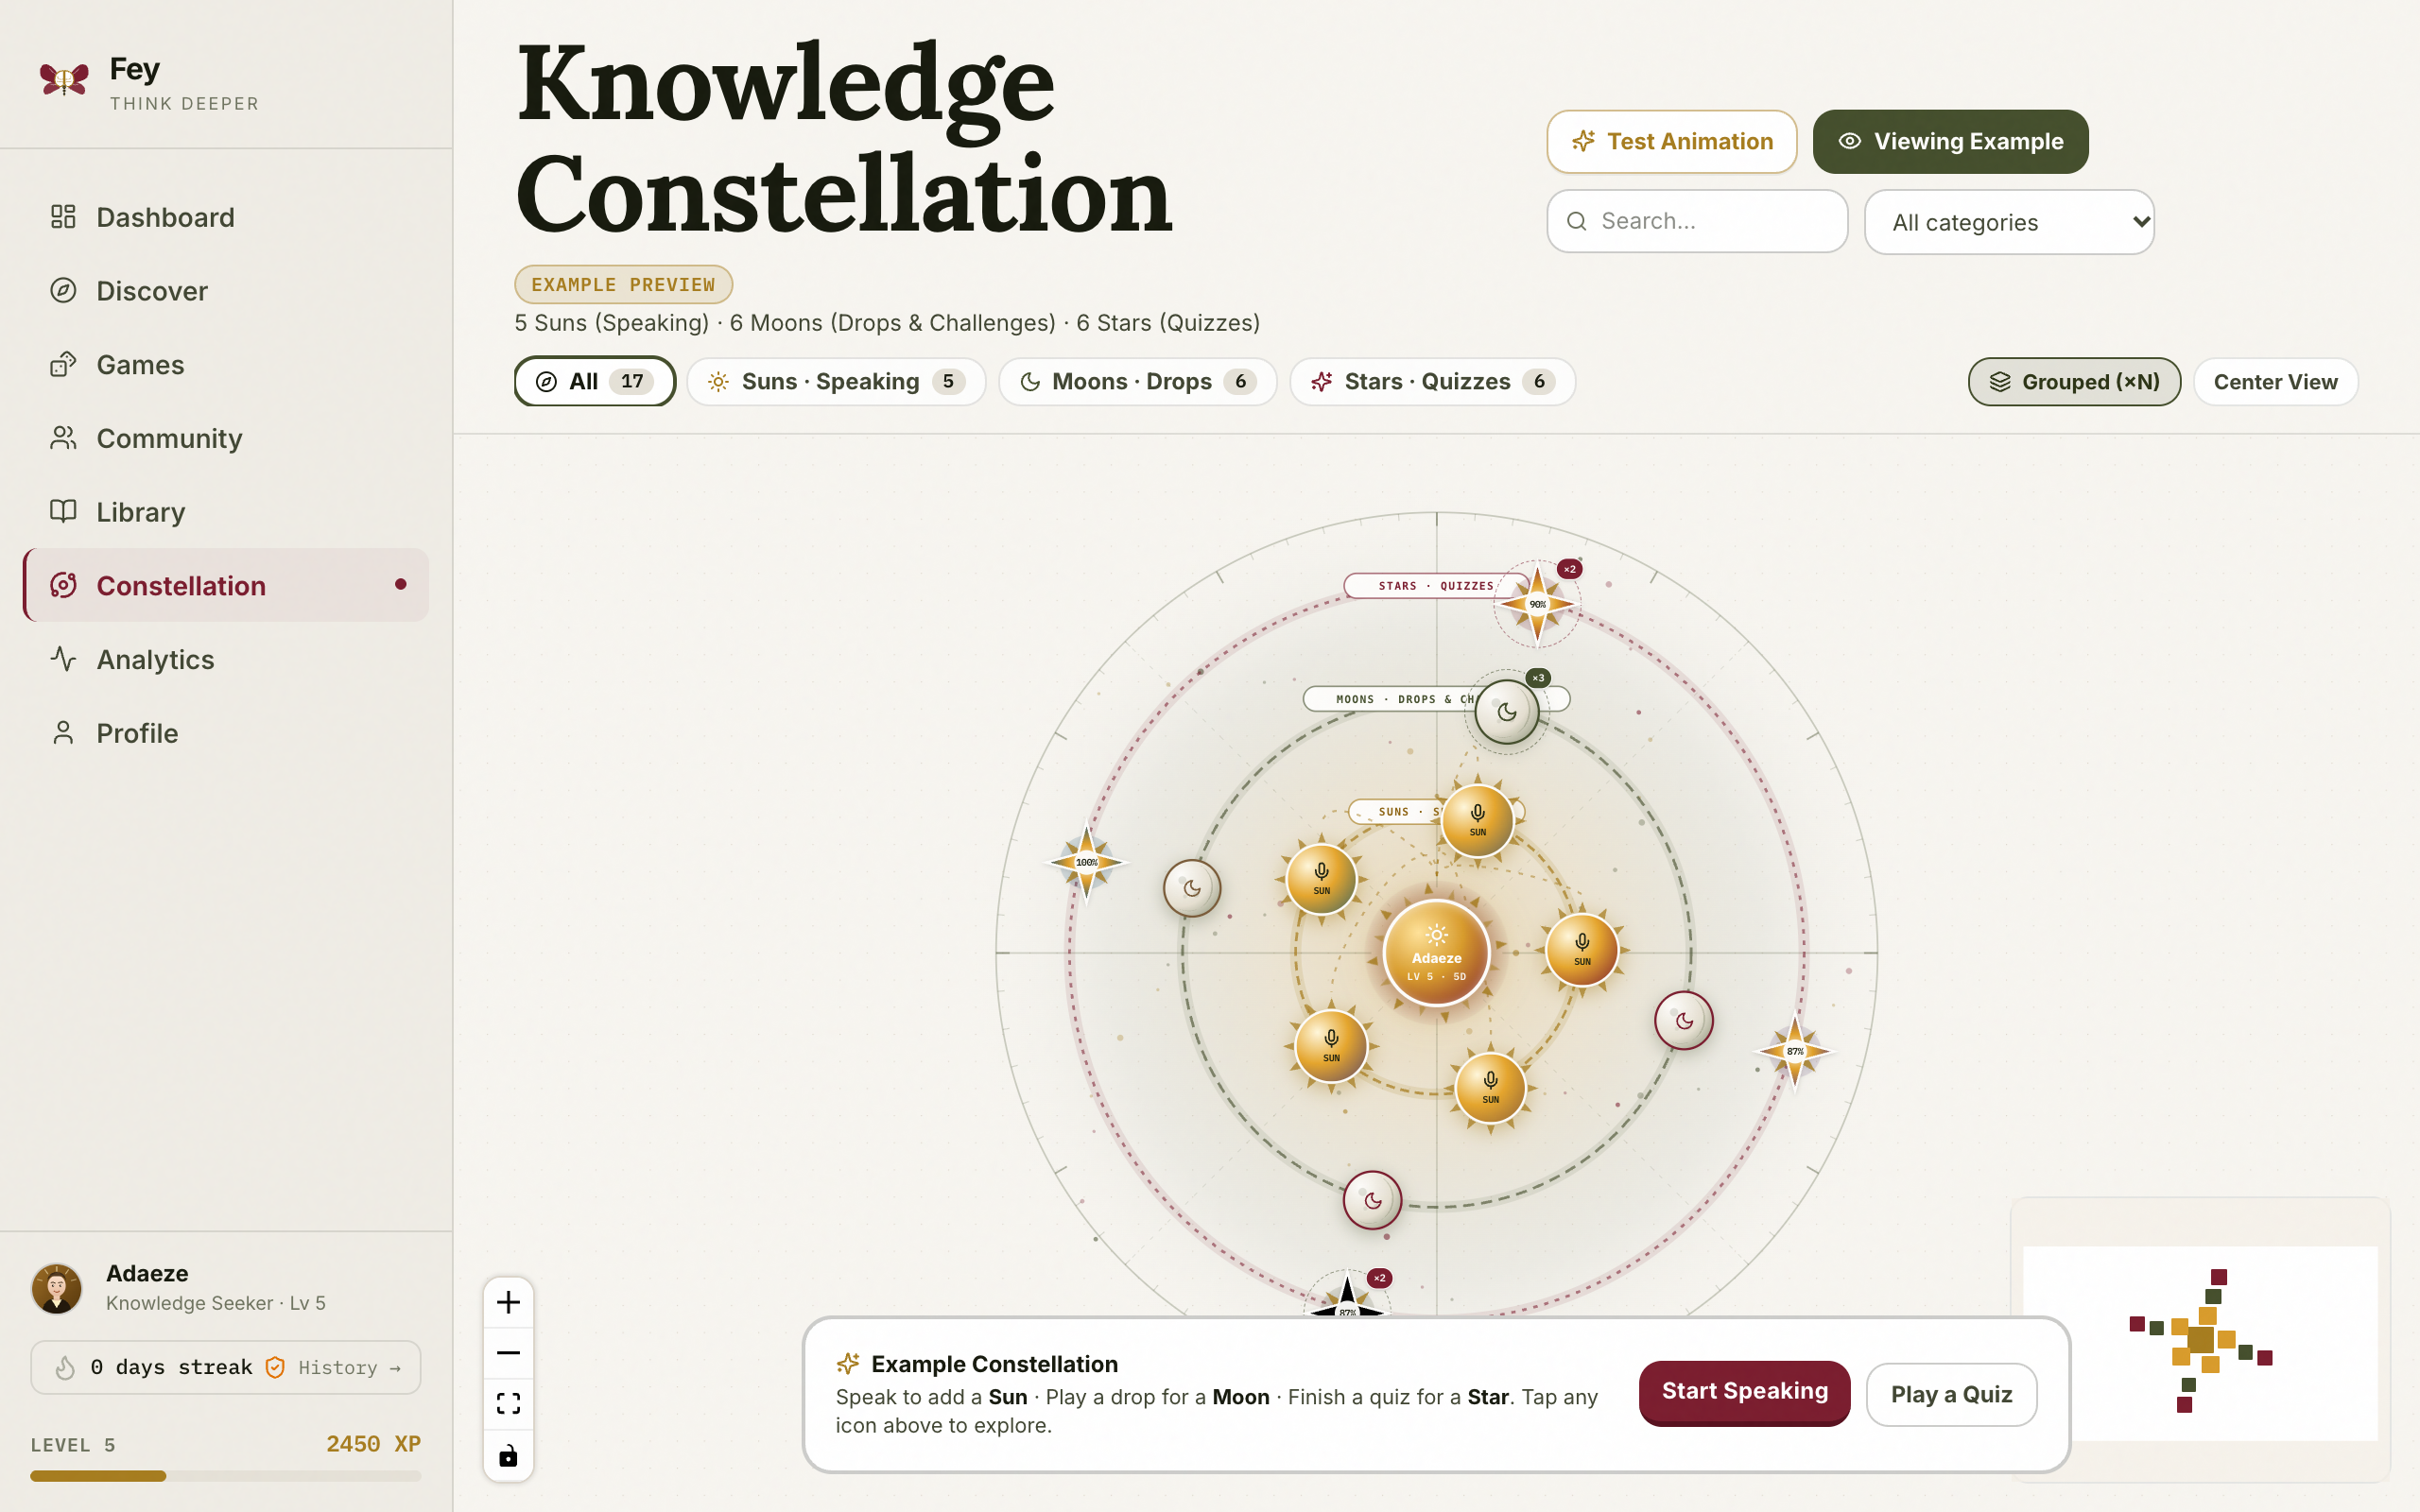 Fey
THINK DEEPER
Dashboard
Discover
Games
Community
Library
Constellation
Analytics
Profile
Adaeze
Knowledge Seeker · Lv 5
0 days streak
History →
LEVEL 5
2450 XP
Knowledge
Constellation
EXAMPLE PREVIEW
5 Suns (Speaking) · 6 Moons (Drops & Challenges) · 6 Stars (Quizzes)
Test Animation
Viewing Example
Search...
All categories
All 17
Suns · Speaking 5
Moons · Drops 6
Stars · Quizzes 6
Grouped (×N)
Center View
STARS · QUIZZES
×2
90%
×3
MOONS · DROPS &
SUNS ·
SUN
100%
SUN
SUN
Adaeze
LV 5 · 5D
SUN
87%
SUN
×2
87%
Example Constellation
Speak to add a Sun · Play a drop for a Moon · Finish a quiz for a Star. Tap any
icon above to explore.
Start Speaking
Play a Quiz